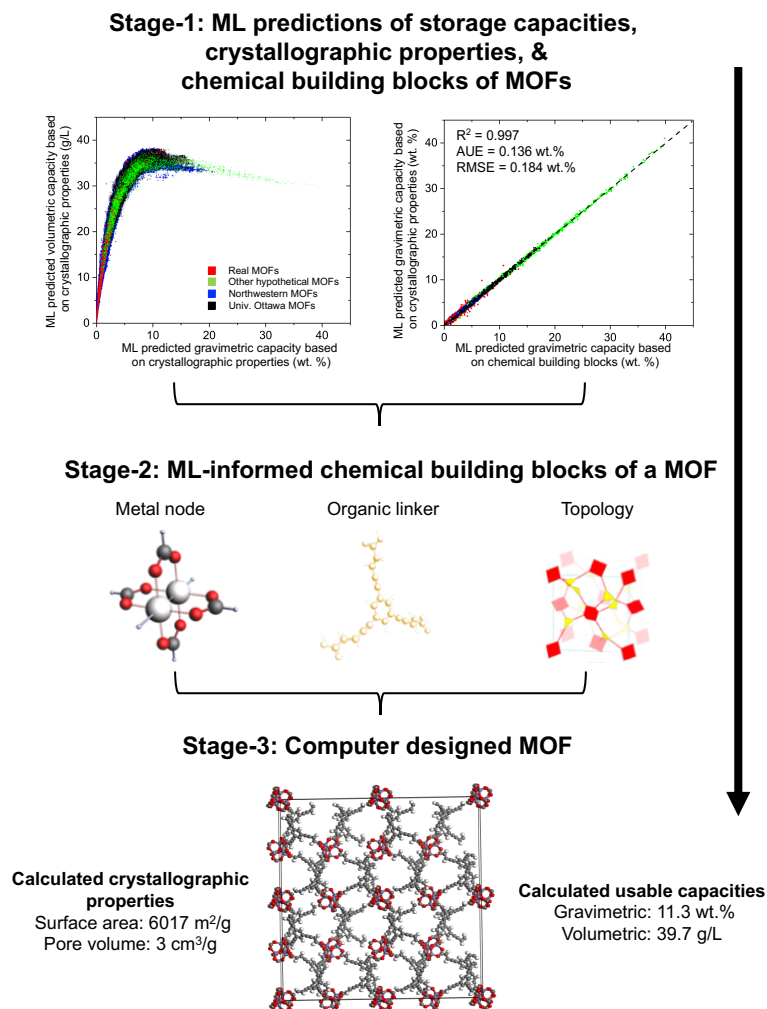 Stage-1: ML predictions of storage capacities,
crystallographic properties, &
chemical building blocks of MOFs
ML predicted volumetric capacity based
on crystallographic properties (g/L)
40
30
20
10
0
Real MOFs
Other hypothetical MOFs
Northwestern MOFs
Univ. Ottawa MOFs
0 10 20 30 40
ML predicted gravimetric capacity based
on crystallographic properties (wt. %)
ML predicted gravimetric capacity based
on crystallographic properties (wt. %)
40
30
20
10
0
R² = 0.997
AUE = 0.136 wt.%
RMSE = 0.184 wt.%
0 10 20 30 40
ML predicted gravimetric capacity based
on chemical building blocks (wt. %)
Stage-2: ML-informed chemical building blocks of a MOF
Metal node
Organic linker
Topology
Stage-3: Computer designed MOF
Calculated crystallographic
properties
Surface area: 6017 m²/g
Pore volume: 3 cm³/g
Calculated usable capacities
Gravimetric: 11.3 wt.%
Volumetric: 39.7 g/L